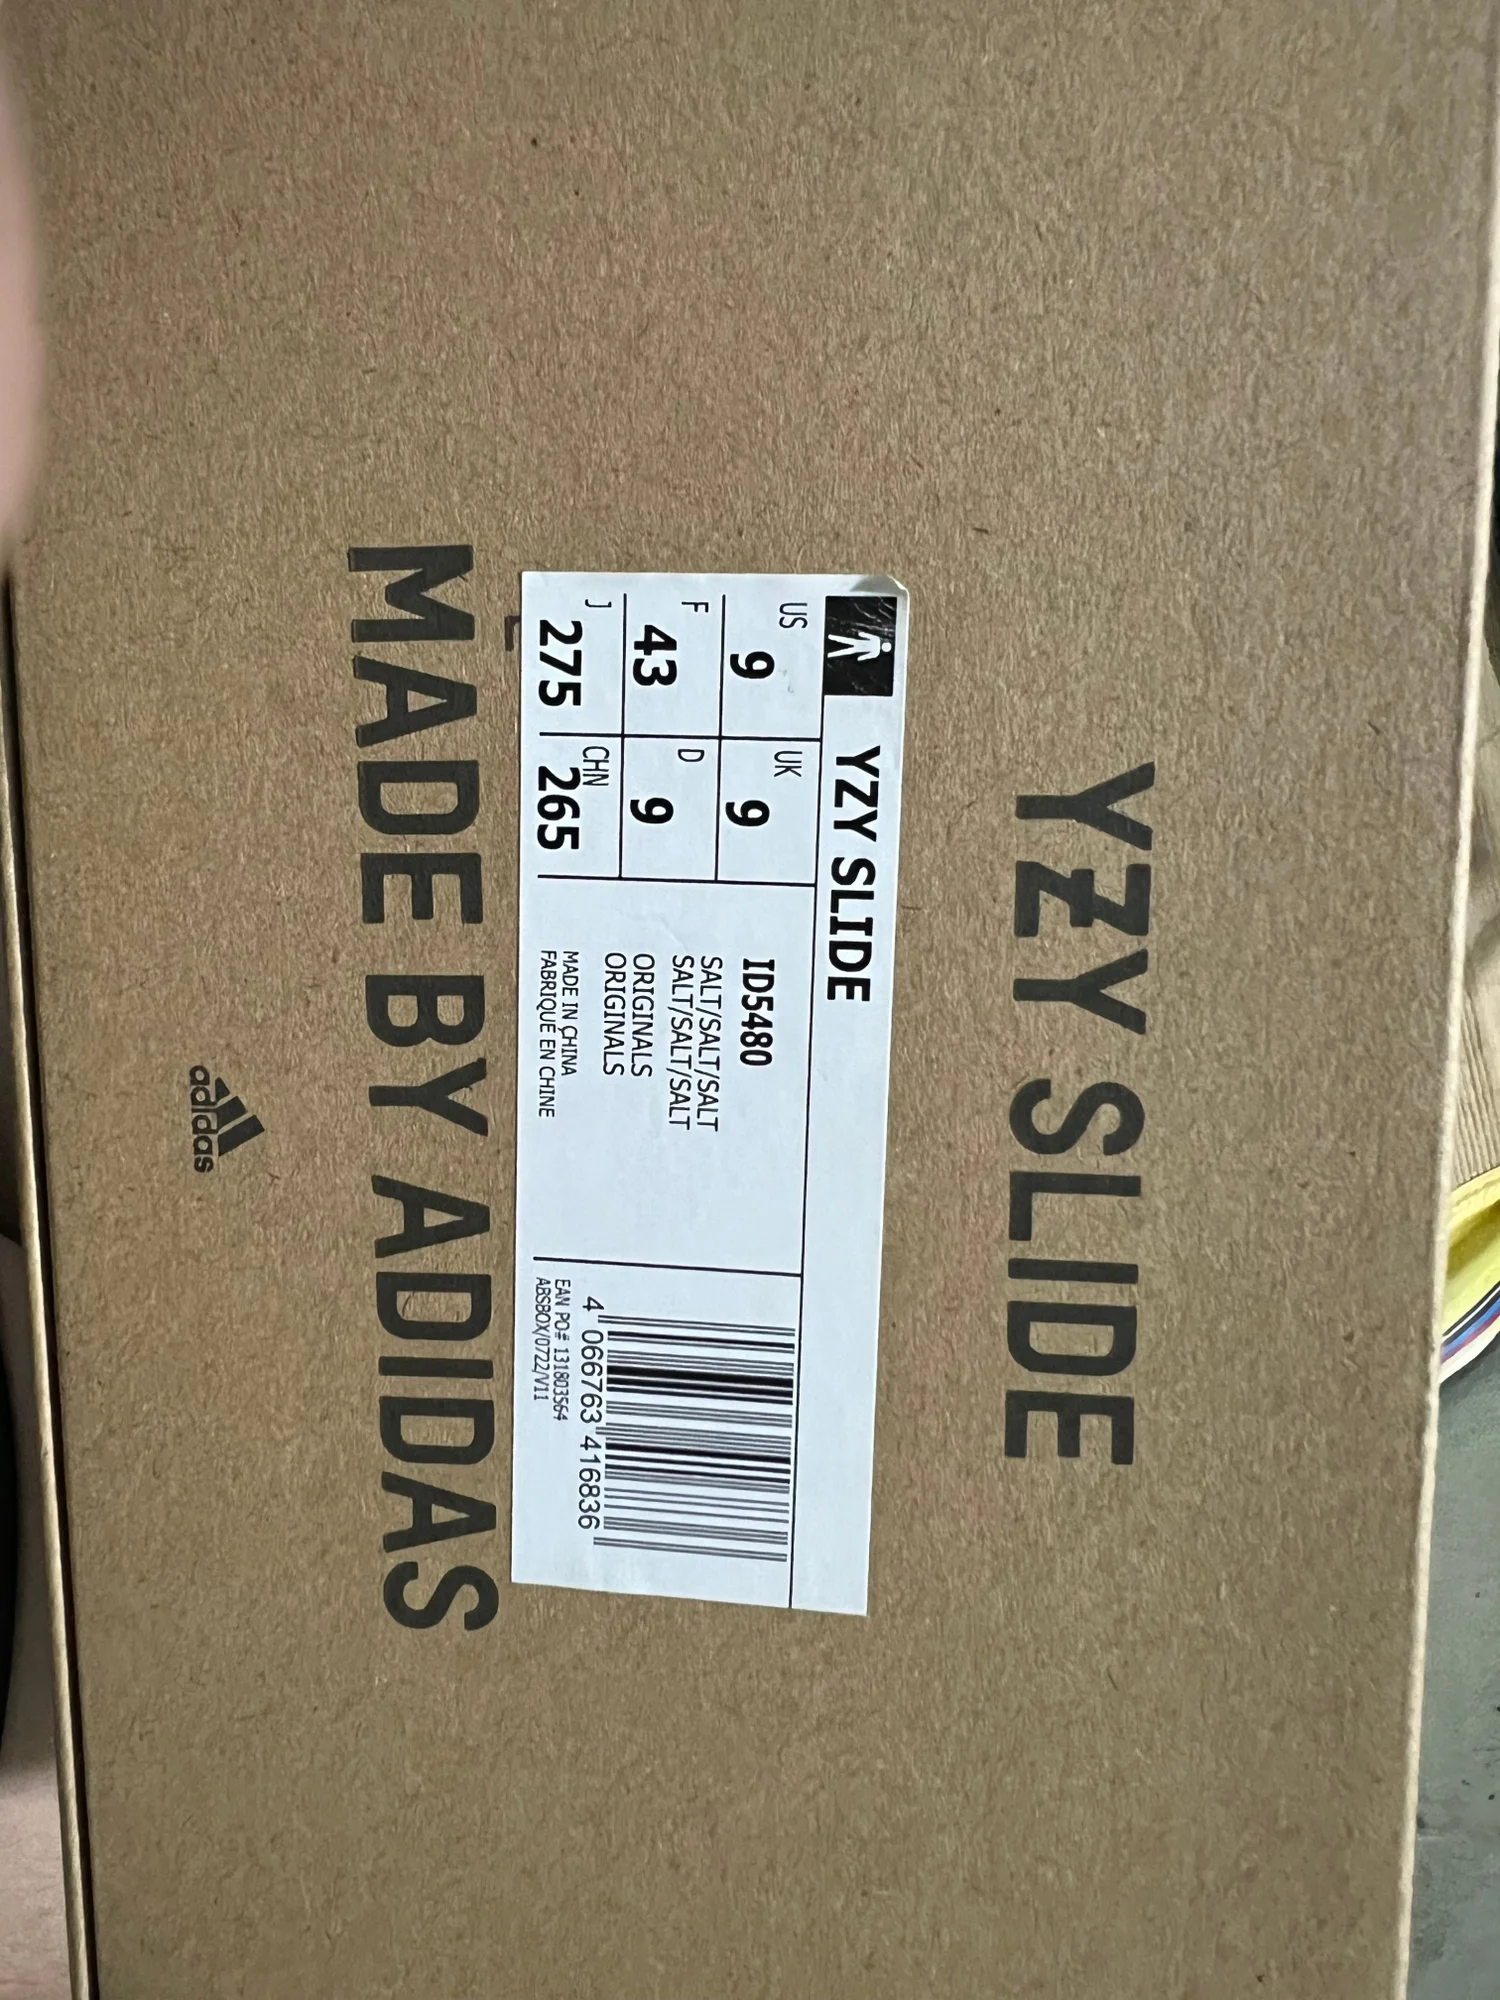 YZY SLIDE
YZY SLIDE
US 9 UK 9
F 43 D 9
J 275 CHN 265
ID5480
SALT/SALT/SALT
SALT/SALT/SALT
ORIGINALS
ORIGINALS
MADE IN CHINA
FABRIQUÉ EN CHINE
4 066763 416836
EAN PO# 131803564
ABSBOX/0722/V11
MADE BY ADIDAS
adidas